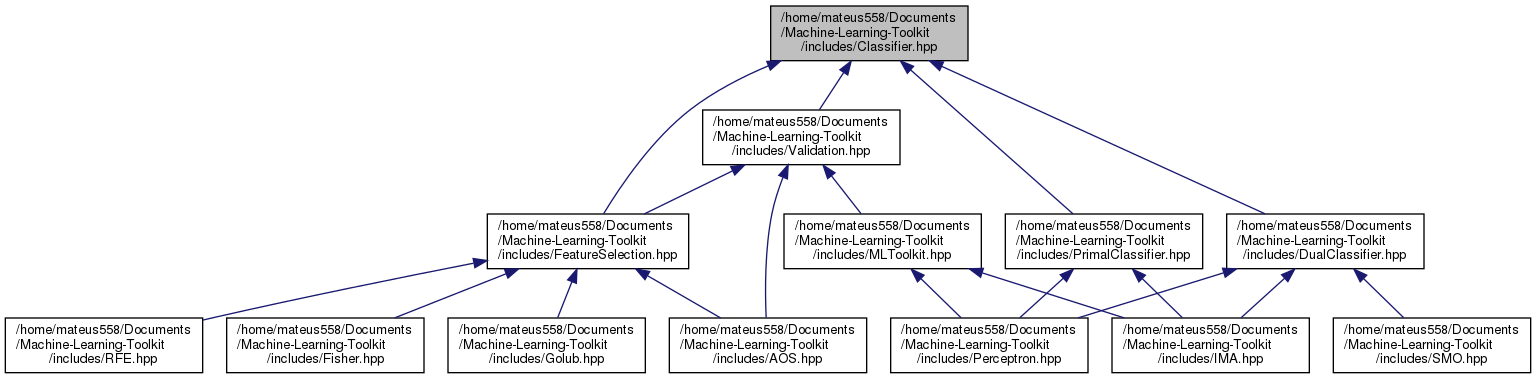 /home/mateus558/Documents
/Machine-Learning-Toolkit
/includes/Classifier.hpp
/home/mateus558/Documents
/Machine-Learning-Toolkit
/includes/Validation.hpp
/home/mateus558/Documents
/Machine-Learning-Toolkit
/includes/FeatureSelection.hpp
/home/mateus558/Documents
/Machine-Learning-Toolkit
/includes/MLToolkit.hpp
/home/mateus558/Documents
/Machine-Learning-Toolkit
/includes/PrimalClassifier.hpp
/home/mateus558/Documents
/Machine-Learning-Toolkit
/includes/DualClassifier.hpp
/home/mateus558/Documents
/Machine-Learning-Toolkit
/includes/RFE.hpp
/home/mateus558/Documents
/Machine-Learning-Toolkit
/includes/Fisher.hpp
/home/mateus558/Documents
/Machine-Learning-Toolkit
/includes/Golub.hpp
/home/mateus558/Documents
/Machine-Learning-Toolkit
/includes/AOS.hpp
/home/mateus558/Documents
/Machine-Learning-Toolkit
/includes/Perceptron.hpp
/home/mateus558/Documents
/Machine-Learning-Toolkit
/includes/IMA.hpp
/home/mateus558/Documents
/Machine-Learning-Toolkit
/includes/SMO.hpp